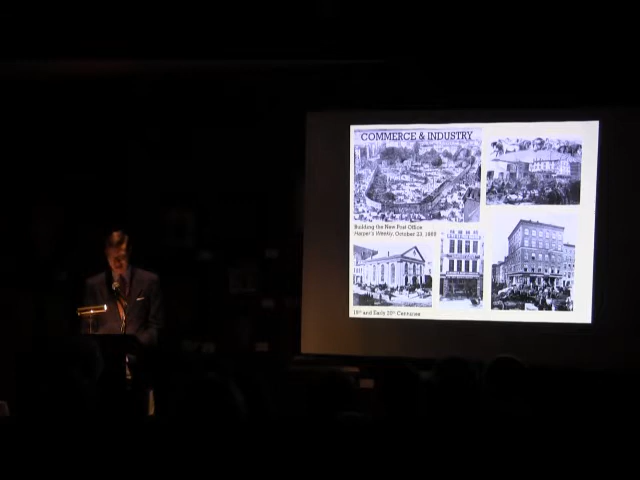 COMMERCE & INDUSTRY
Building the New Post Office
Harper's Weekly, October 23, 1869
19th and Early 20th Centuries